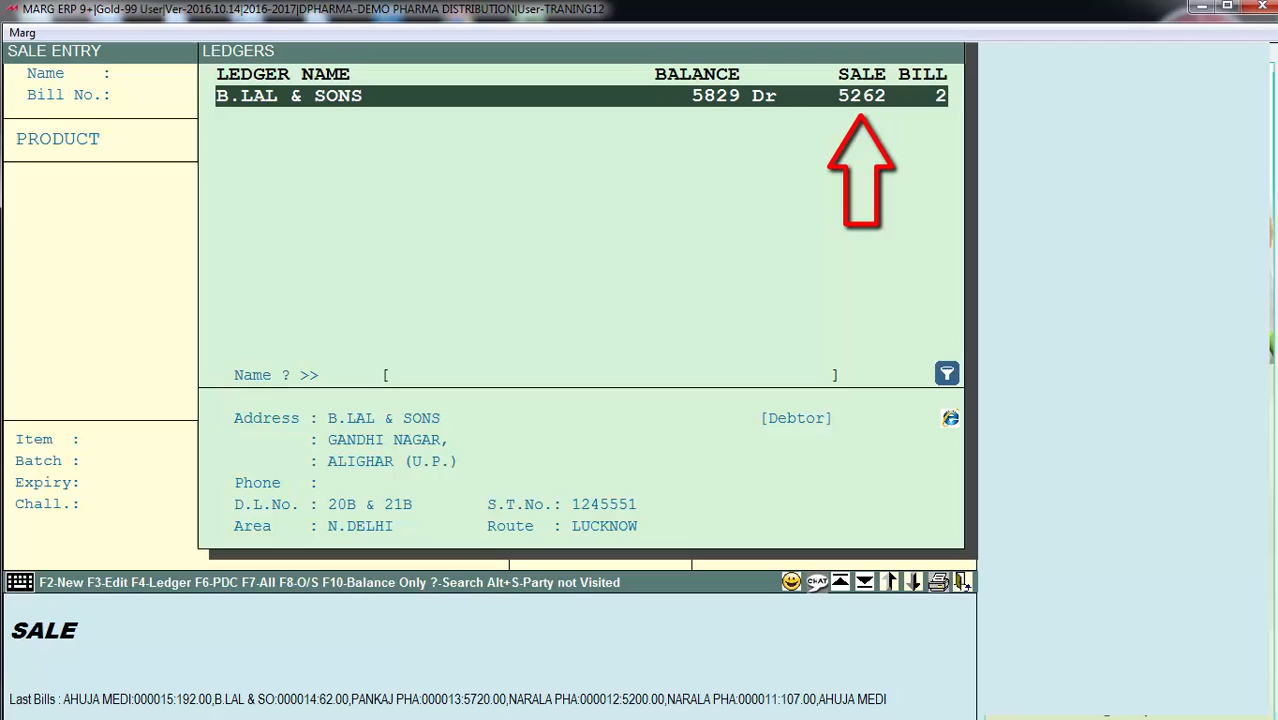 MARG ERP 9+|Gold-99 User|Ver-2016.10.14|2016-2017|DPHARMA-DEMO PHARMA DISTRIBUTION|User-TRANING12
Marg
SALE ENTRY
LEDGERS
Name :
Bill No.:
PRODUCT
LEDGER NAME BALANCE SALE BILL
B.LAL & SONS 5829 Dr 5262 2
Name ? >> [ ]
Address : B.LAL & SONS [Debtor]
: GANDHI NAGAR,
: ALIGHAR (U.P.)
Phone :
D.L.No. : 20B & 21B S.T.No.: 1245551
Area : N.DELHI Route : LUCKNOW
Item :
Batch :
Expiry:
Chall.:
F2-New F3-Edit F4-Ledger F6-PDC F7-All F8-O/S F10-Balance Only ?-Search Alt+S-Party not Visited
CHAT
SALE
Last Bills : AHUJA MEDI:000015:192.00,B.LAL & SO:000014:62.00,PANKAJ PHA:000013:5720.00,NARALA PHA:000012:5200.00,NARALA PHA:000011:107.00,AHUJA MEDI